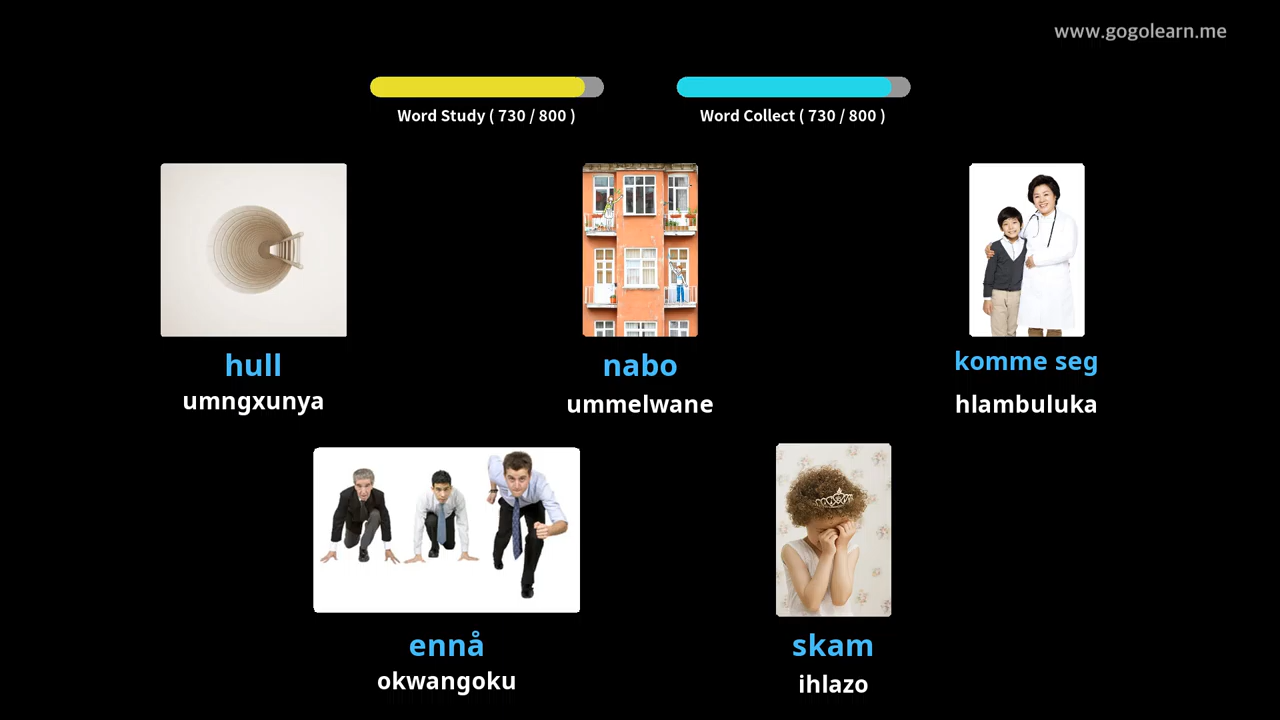 www.gogolearn.me
Word Study ( 730 / 800 )
Word Collect ( 730 / 800 )
hull
umngxunya
nabo
ummelwane
komme seg
hlambuluka
ennå
okwangoku
skam
ihlazo